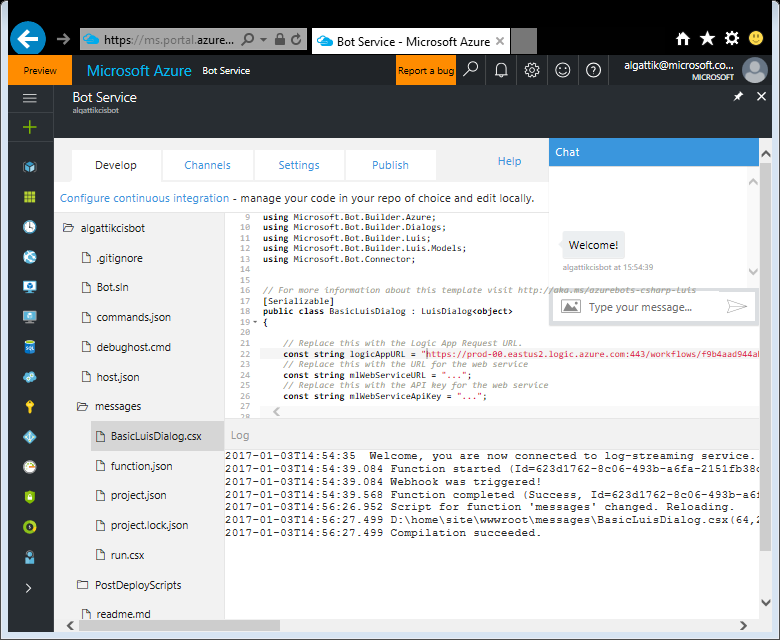 https://ms.portal.azure...
Bot Service - Microsoft Azure
Preview
Microsoft Azure
Bot Service
Report a bug
algattik@microsoft.co...
MICROSOFT
Bot Service
algattikcisbot
Develop
Channels
Settings
Publish
Help
Configure continuous integration - manage your code in your repo of choice and edit locally.
algattikcisbot
.gitignore
Bot.sln
commands.json
debughost.cmd
host.json
messages
BasicLuisDialog.csx
function.json
project.json
project.lock.json
run.csx
PostDeployScripts
readme.md
9 using Microsoft.Bot.Builder.Azure;
10 using Microsoft.Bot.Builder.Dialogs;
11 using Microsoft.Bot.Builder.Luis;
12 using Microsoft.Bot.Builder.Luis.Models;
13 using Microsoft.Bot.Connector;
14
15
16 // For more information about this template visit http://aka.ms/azurebots-csharp-luis
17 [Serializable]
18 public class BasicLuisDialog : LuisDialog<object>
19 {
20
21 // Replace this with the Logic App Request URL.
22 const string logicAppURL = "https://prod-00.eastus2.logic.azure.com:443/workflows/f9b4aad944a
23 // Replace this with the URL for the web service
24 const string mlWebServiceURL = "...";
25 // Replace this with the API key for the web service
26 const string mlWebServiceApiKey = "...";
27
28
Chat
Welcome!
algattikcisbot at 15:54:39
Type your message...
Log
2017-01-03T14:54:35 Welcome, you are now connected to log-streaming service.
2017-01-03T14:54:39.084 Function started (Id=623d1762-8c06-493b-a6fa-2151fb38c
2017-01-03T14:54:39.084 Webhook was triggered!
2017-01-03T14:54:39.568 Function completed (Success, Id=623d1762-8c06-493b-a6f
2017-01-03T14:56:26.952 Script for function 'messages' changed. Reloading.
2017-01-03T14:56:27.499 D:\home\site\wwwroot\messages\BasicLuisDialog.csx(64,2
2017-01-03T14:56:27.499 Compilation succeeded.